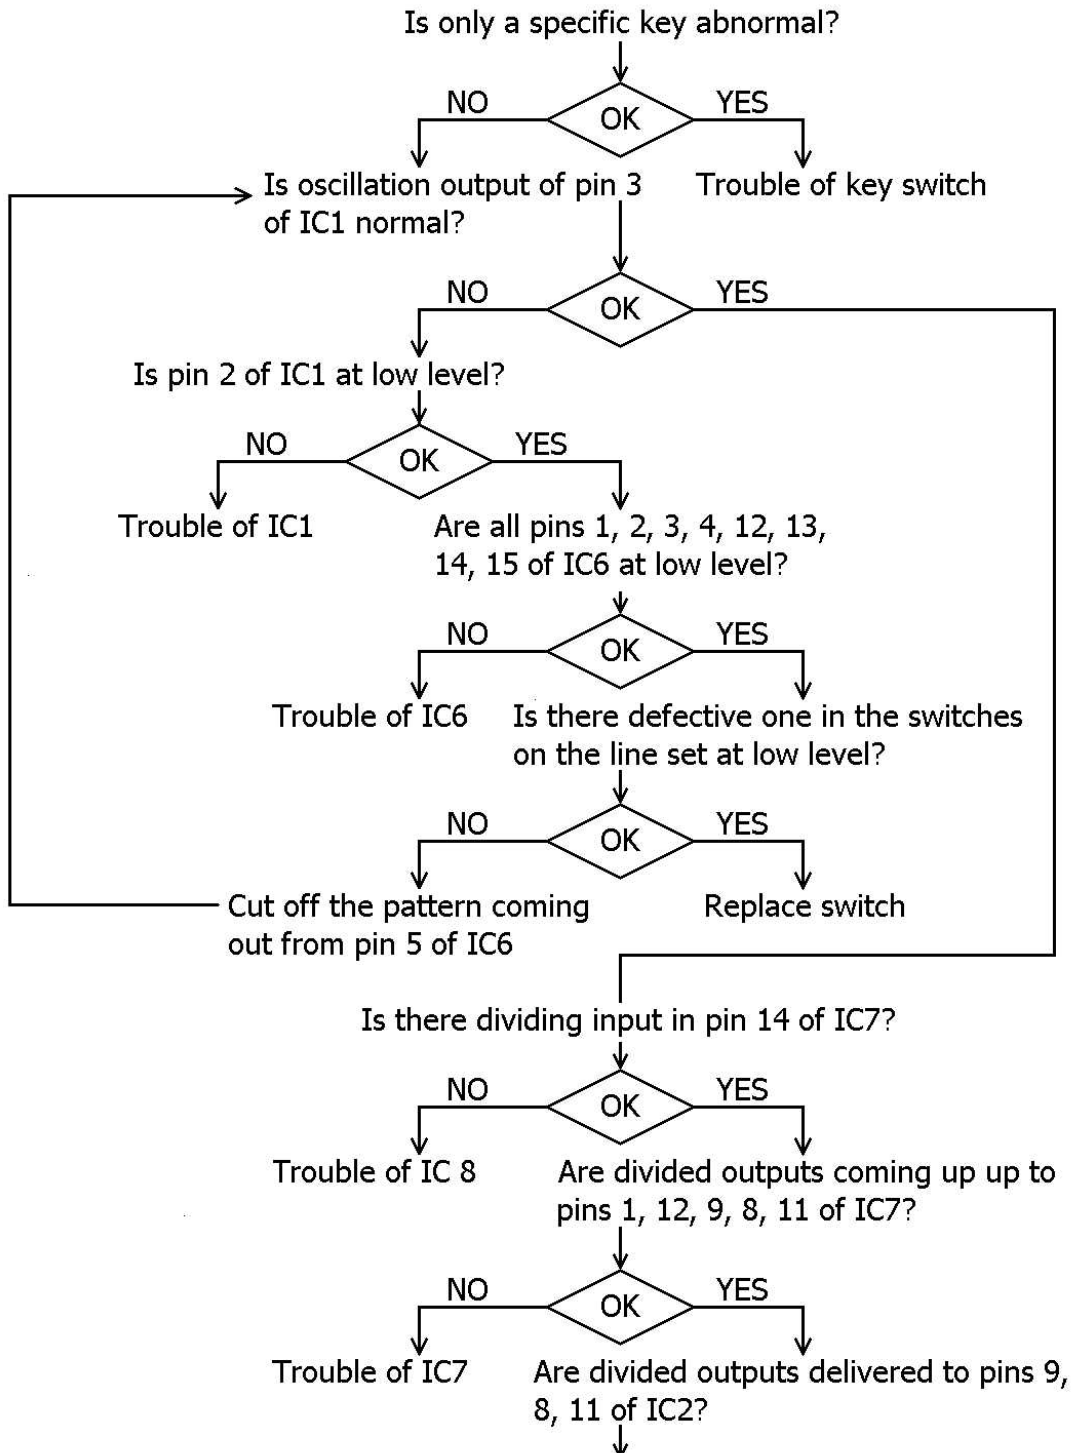 Is only a specific key abnormal?
NO
OK
YES
Is oscillation output of pin 3
of IC1 normal?
Trouble of key switch
NO
OK
YES
Is pin 2 of IC1 at low level?
NO
OK
YES
Trouble of IC1
Are all pins 1, 2, 3, 4, 12, 13,
14, 15 of IC6 at low level?
NO
OK
YES
Trouble of IC6
Is there defective one in the switches
on the line set at low level?
NO
OK
YES
Cut off the pattern coming
out from pin 5 of IC6
Replace switch
Is there dividing input in pin 14 of IC7?
NO
OK
YES
Trouble of IC 8
Are divided outputs coming up up to
pins 1, 12, 9, 8, 11 of IC7?
NO
OK
YES
Trouble of IC7
Are divided outputs delivered to pins 9,
8, 11 of IC2?